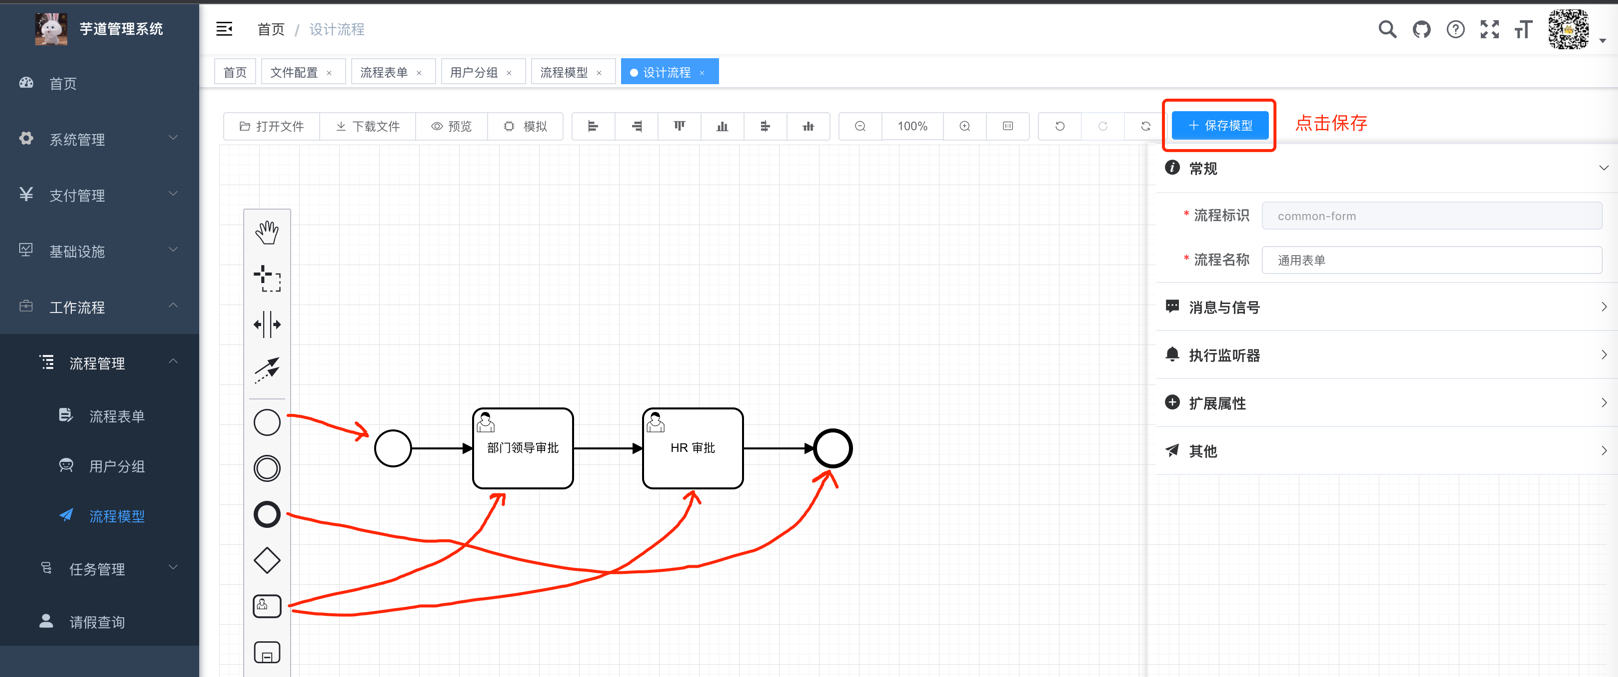 芋道管理系统
首页 / 设计流程
首页
系统管理
支付管理
基础设施
工作流程
流程管理
流程表单
用户分组
流程模型
任务管理
请假查询
首页 文件配置 × 流程表单 × 用户分组 × 流程模型 × 设计流程 ×
打开文件 下载文件 预览 模拟 100% + 保存模型 点击保存
部门领导审批
HR 审批
常规
* 流程标识 common-form
* 流程名称 通用表单
消息与信号
执行监听器
扩展属性
其他